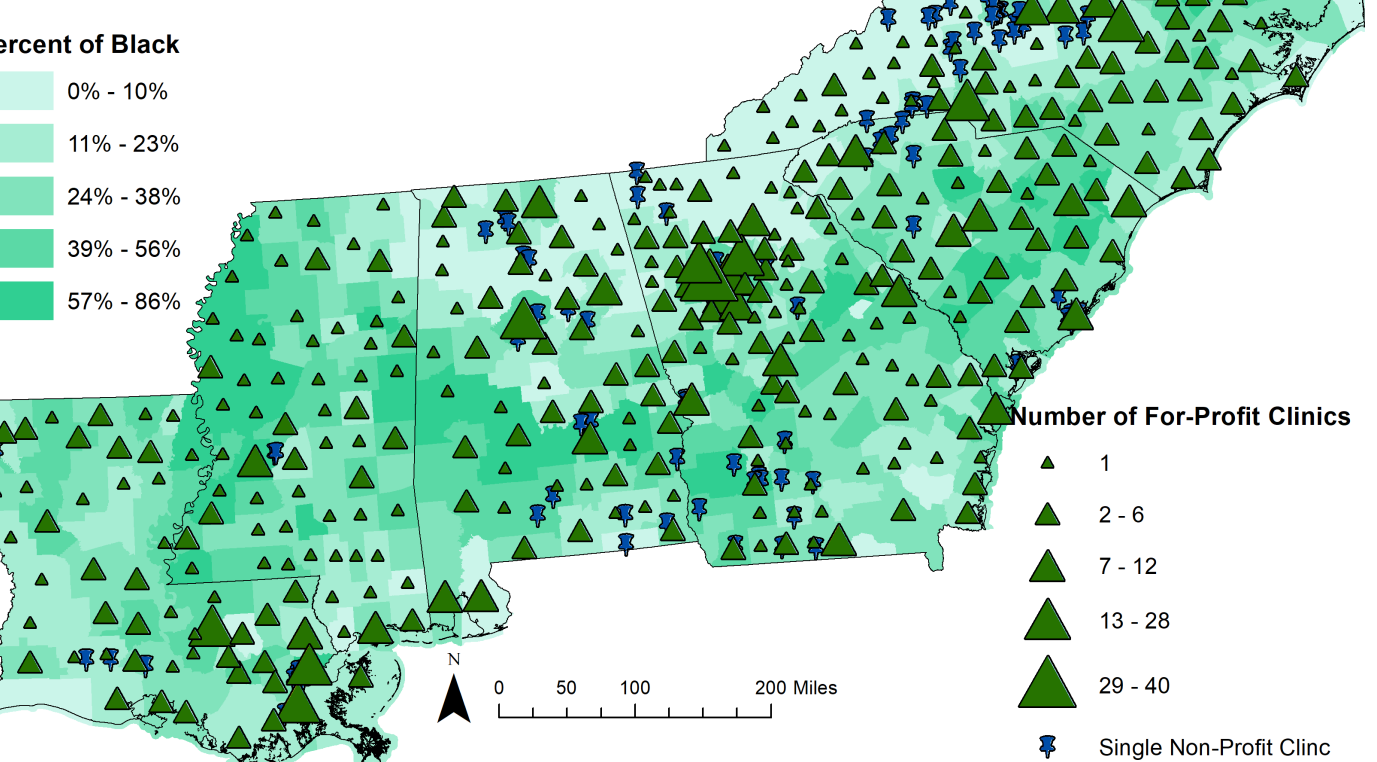 ercent of Black
0% - 10%
11% - 23%
24% - 38%
39% - 56%
57% - 86%
Number of For-Profit Clinics
1
2 - 6
7 - 12
13 - 28
29 - 40
Single Non-Profit Clinc
N
0 50 100 200 Miles